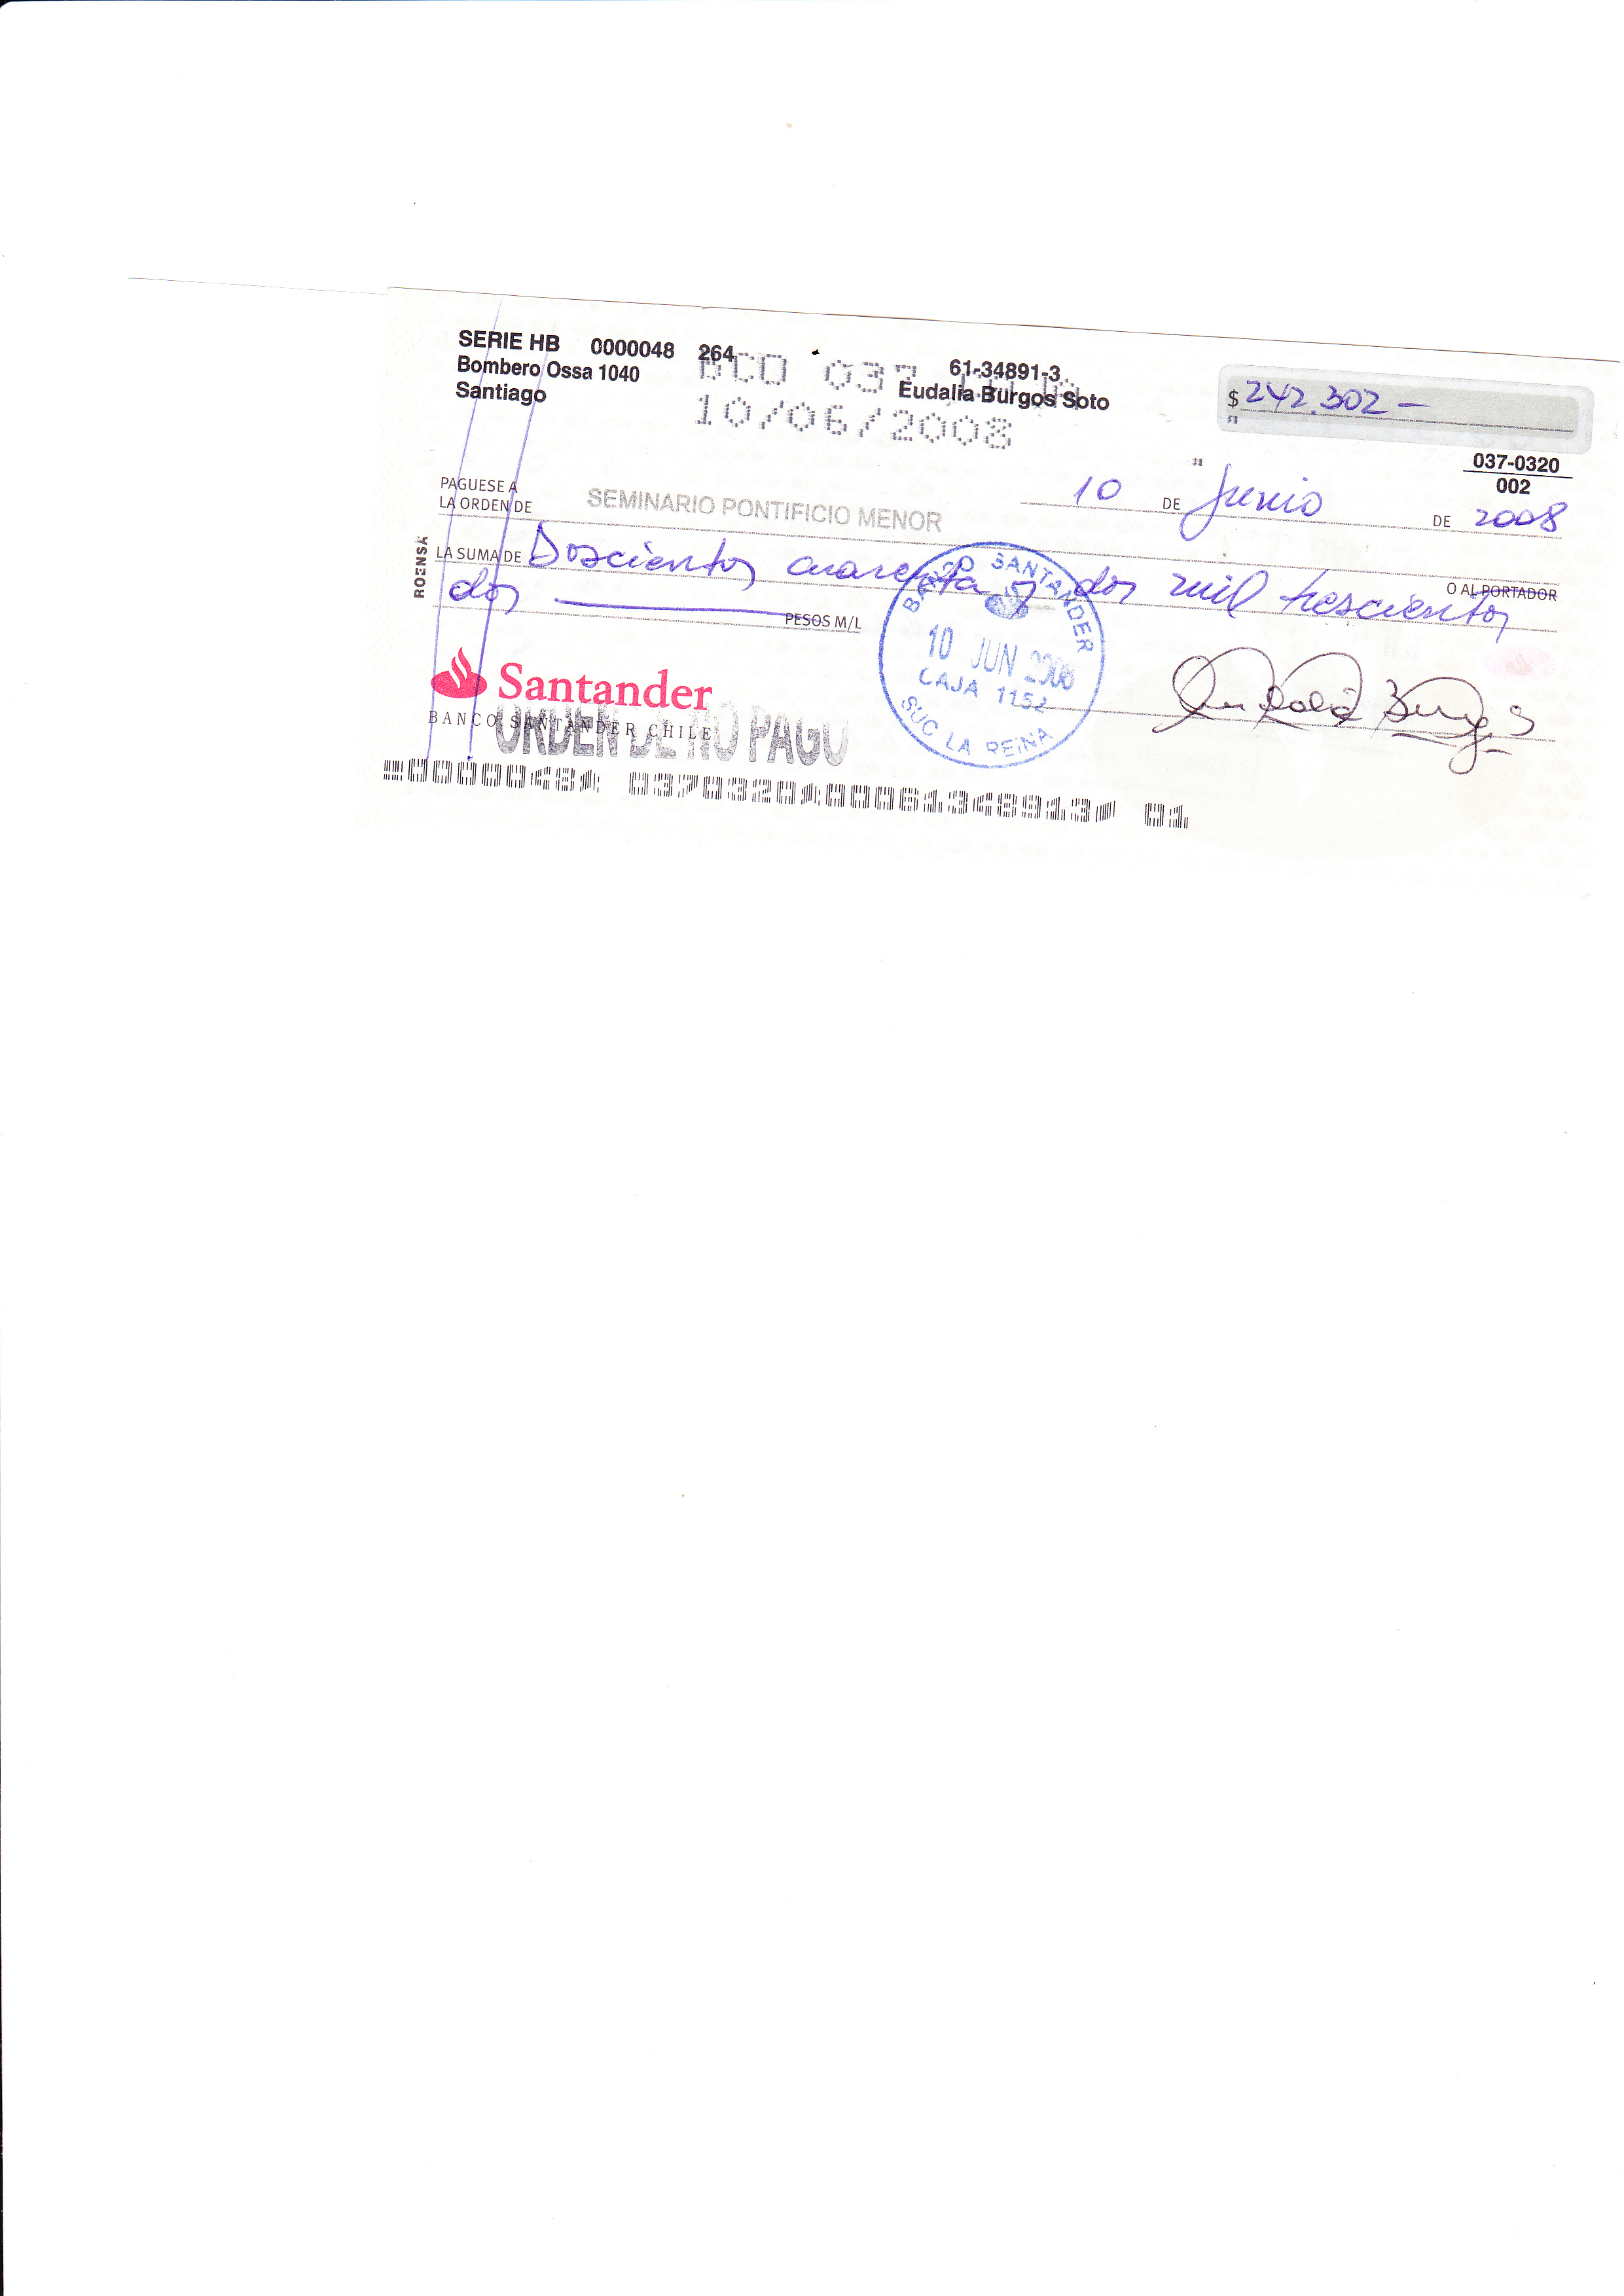 SERIE HB 0000048 264
Bombero Ossa 1040
Santiago
BCO 037
10/06/2008
61-34891-3
Eudalia Burgos Soto
$ 242.302 —
037-0320
002
10 DE Junio DE 2008
PAGUESE A
LA ORDEN DE SEMINARIO PONTIFICIO MENOR
O AL PORTADOR
LA SUMA DE Doscientos cuarenta y dos mil trescientos
dos PESOS M/L
ROENSA
BANCO SANTANDER
10 JUN 2008
CAJA 1152
SUC LA REINA
Santander
BANCO SANTANDER CHILE
ORDEN DE NO PAGO
Eudalia Burgos
0000048 0370320 00061348913 01